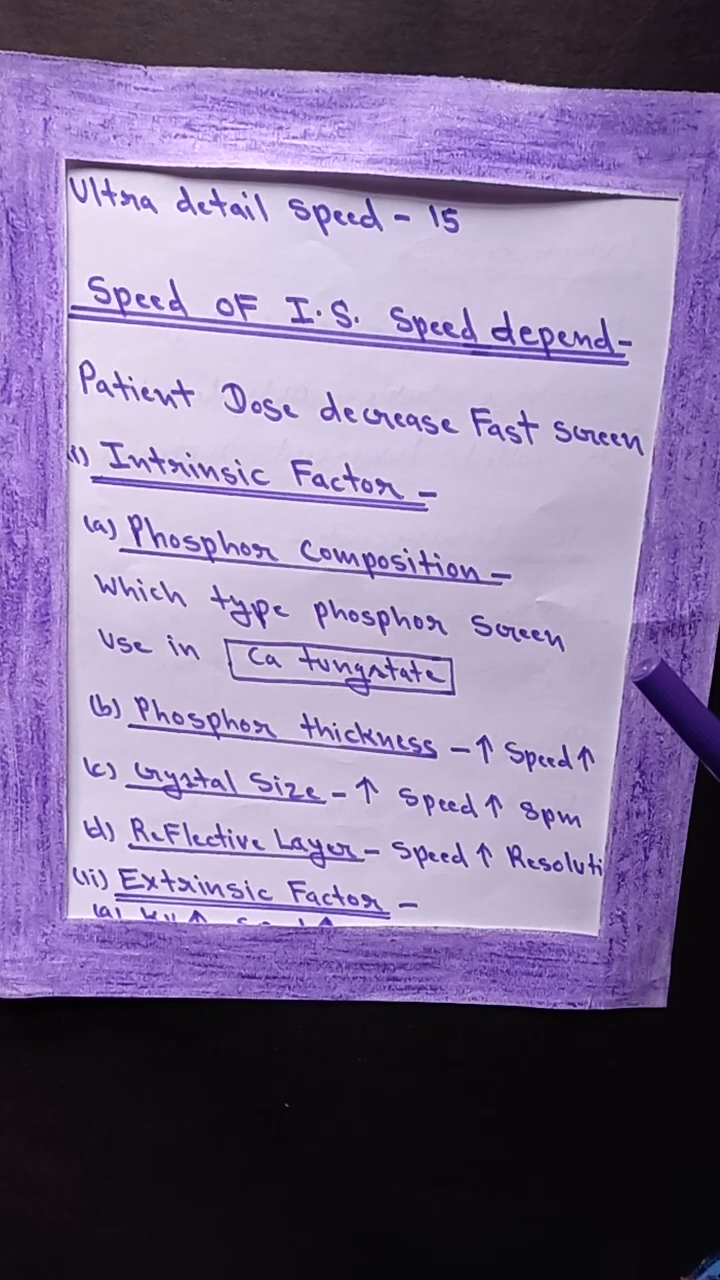 Ultra detail speed - 15
Speed OF I.S. Speed depend-
Patient Dose decrease Fast screen
(i) Intrinsic Factor -
(a) Phosphor composition -
Which type phosphor screen
Use in Ca tungstate
(b) Phosphor thickness - ↑ Speed ↑
(c) Crystal Size - ↑ Speed ↑ 8pm
(d) Reflective Layer - Speed ↑ Resoluti
(ii) Extrinsic Factor -
(a)